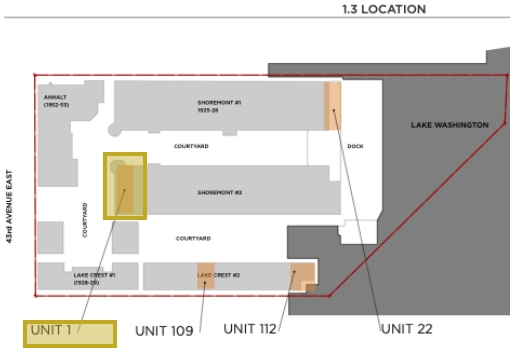 1.3 LOCATION
ANHALT
(1952-53)
SHOREMONT #1
1925-26
LAKE WASHINGTON
COURTYARD
DOCK
43rd AVENUE EAST
SHOREMONT #2
COURTYARD
COURTYARD
LAKE CREST #1
(1928-29)
LAKE CREST #2
UNIT 1
UNIT 109
UNIT 112
UNIT 22